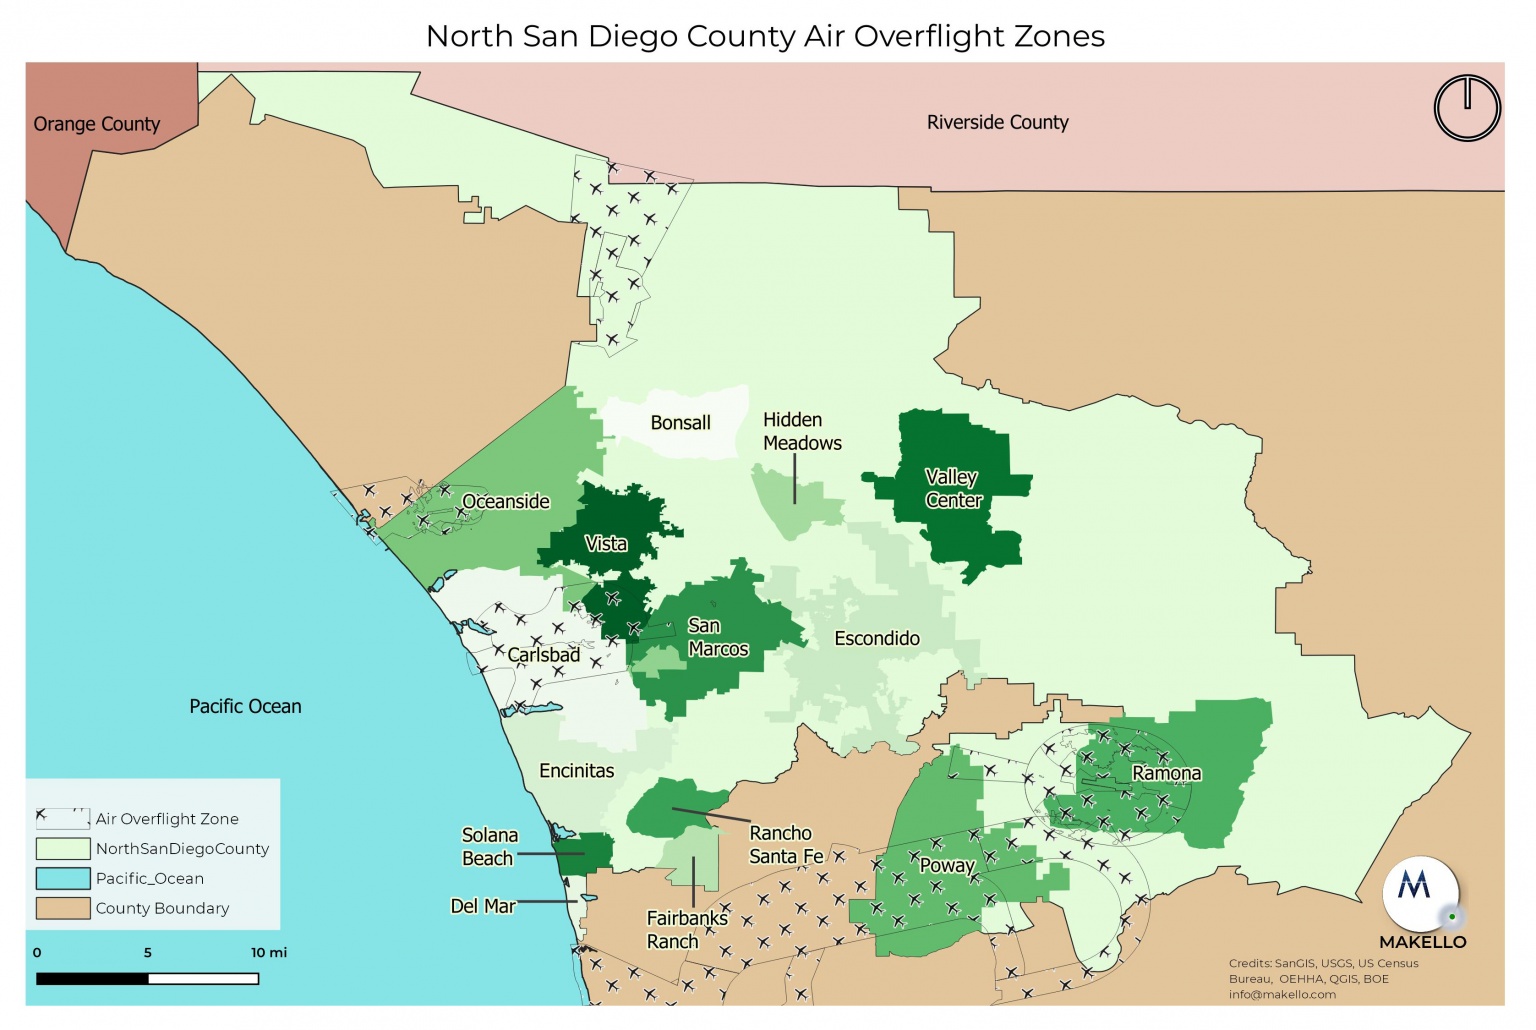 North San Diego County Air Overflight Zones
Orange County
Riverside County
Bonsall
Hidden
Meadows
Valley
Center
Oceanside
Vista
San
Marcos
Escondido
Carlsbad
Pacific Ocean
Encinitas
Ramona
Solana
Beach
Rancho
Santa Fe
Poway
Del Mar
Fairbanks
Ranch
Air Overflight Zone
NorthSanDiegoCounty
Pacific_Ocean
County Boundary
0 5 10 mi
M
MAKELLO
Credits: SanGIS, USGS, US Census
Bureau, OEHHA, QGIS, BOE
info@makello.com